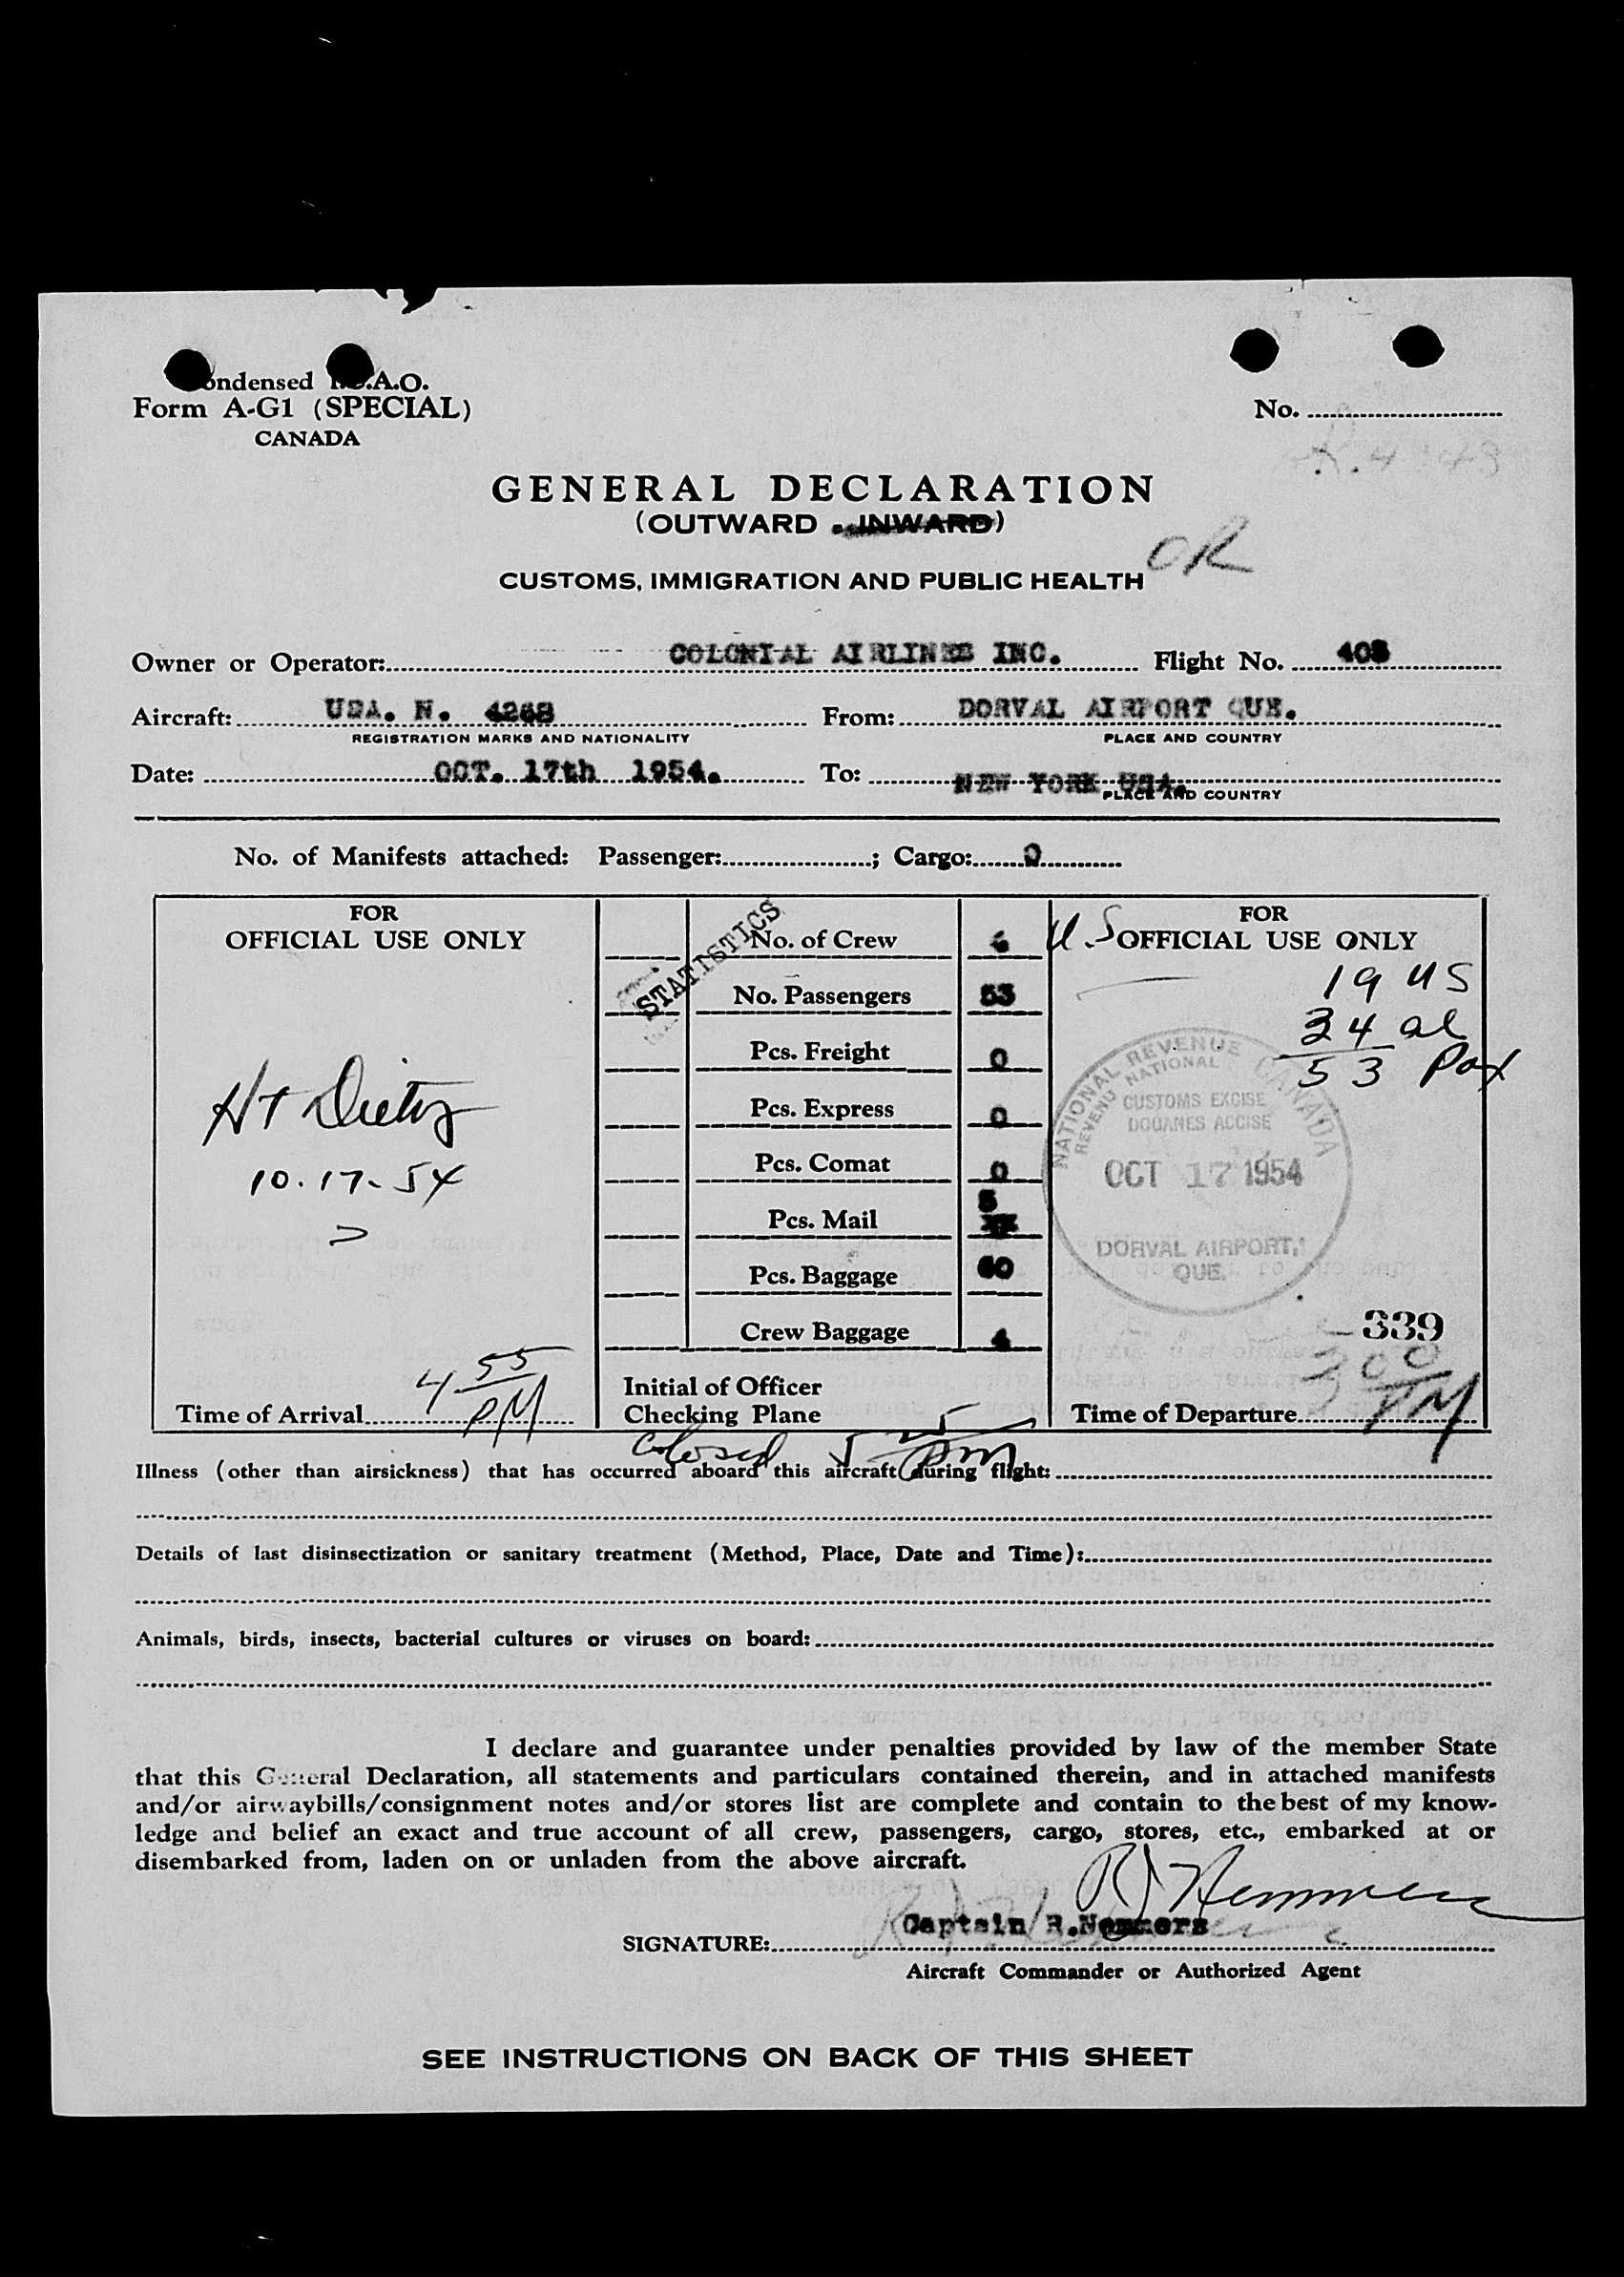 Condensed I.C.A.O.
Form A-G1 (SPECIAL)
CANADA
No.
GENERAL DECLARATION
(OUTWARD - INWARD)
CUSTOMS, IMMIGRATION AND PUBLIC HEALTH
Owner or Operator: COLONIAL AIRLINES INC. Flight No.
Aircraft: USA. N. 4268 From: DORVAL AIRPORT QUE.
REGISTRATION MARKS AND NATIONALITY PLACE AND COUNTRY
Date: OCT. 17th 1954. To: NEW YORK USA.
PLACE AND COUNTRY
No. of Manifests attached: Passenger: ; Cargo: 0
FOR
OFFICIAL USE ONLY
H T Dietz
10.17.54
Time of Arrival 4 55 PM
STATISTICS
No. of Crew 6
No. Passengers 53
Pcs. Freight 0
Pcs. Express 0
Pcs. Comat 0
Pcs. Mail 5
Pcs. Baggage 60
Crew Baggage 4
Initial of Officer
Checking Plane
U.S.
FOR
OFFICIAL USE ONLY
19 US
34 al
53 Pax
NATIONAL REVENUE CANADA
REVENU NATIONAL
CUSTOMS EXCISE
DOUANES ACCISE
OCT 17 1954
DORVAL AIRPORT,
QUE.
339
300
Time of Departure PM
closed 5 25 pm
Illness (other than airsickness) that has occurred aboard this aircraft during flight:
Details of last disinsectization or sanitary treatment (Method, Place, Date and Time):
Animals, birds, insects, bacterial cultures or viruses on board:
I declare and guarantee under penalties provided by law of the member State
that this General Declaration, all statements and particulars contained therein, and in attached manifests
and/or airwaybills/consignment notes and/or stores list are complete and contain to the best of my know-
ledge and belief an exact and true account of all crew, passengers, cargo, stores, etc., embarked at or
disembarked from, laden on or unladen from the above aircraft.
SIGNATURE: Captain R.Nemmers
Aircraft Commander or Authorized Agent
SEE INSTRUCTIONS ON BACK OF THIS SHEET